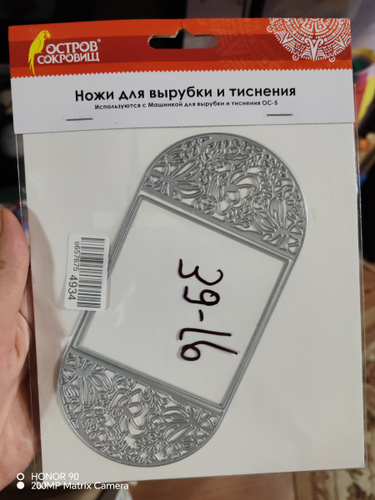 ОСТРОВ
СОКРОВИЩ
Ножи для вырубки и тиснения
Используются с Машинкой для вырубки и тиснения ОС-5
ii657675 4934
39-16
HONOR 90
200MP Matrix Camera